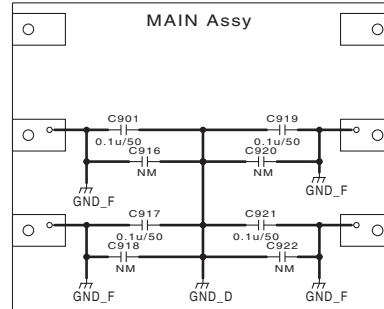 MAIN Assy
C901 C919
0.1u/50 0.1u/50
C916 C920
NM NM
GND_F GND_F
C917 C921
0.1u/50 0.1u/50
C918 C922
NM NM
GND_F GND_D GND_F